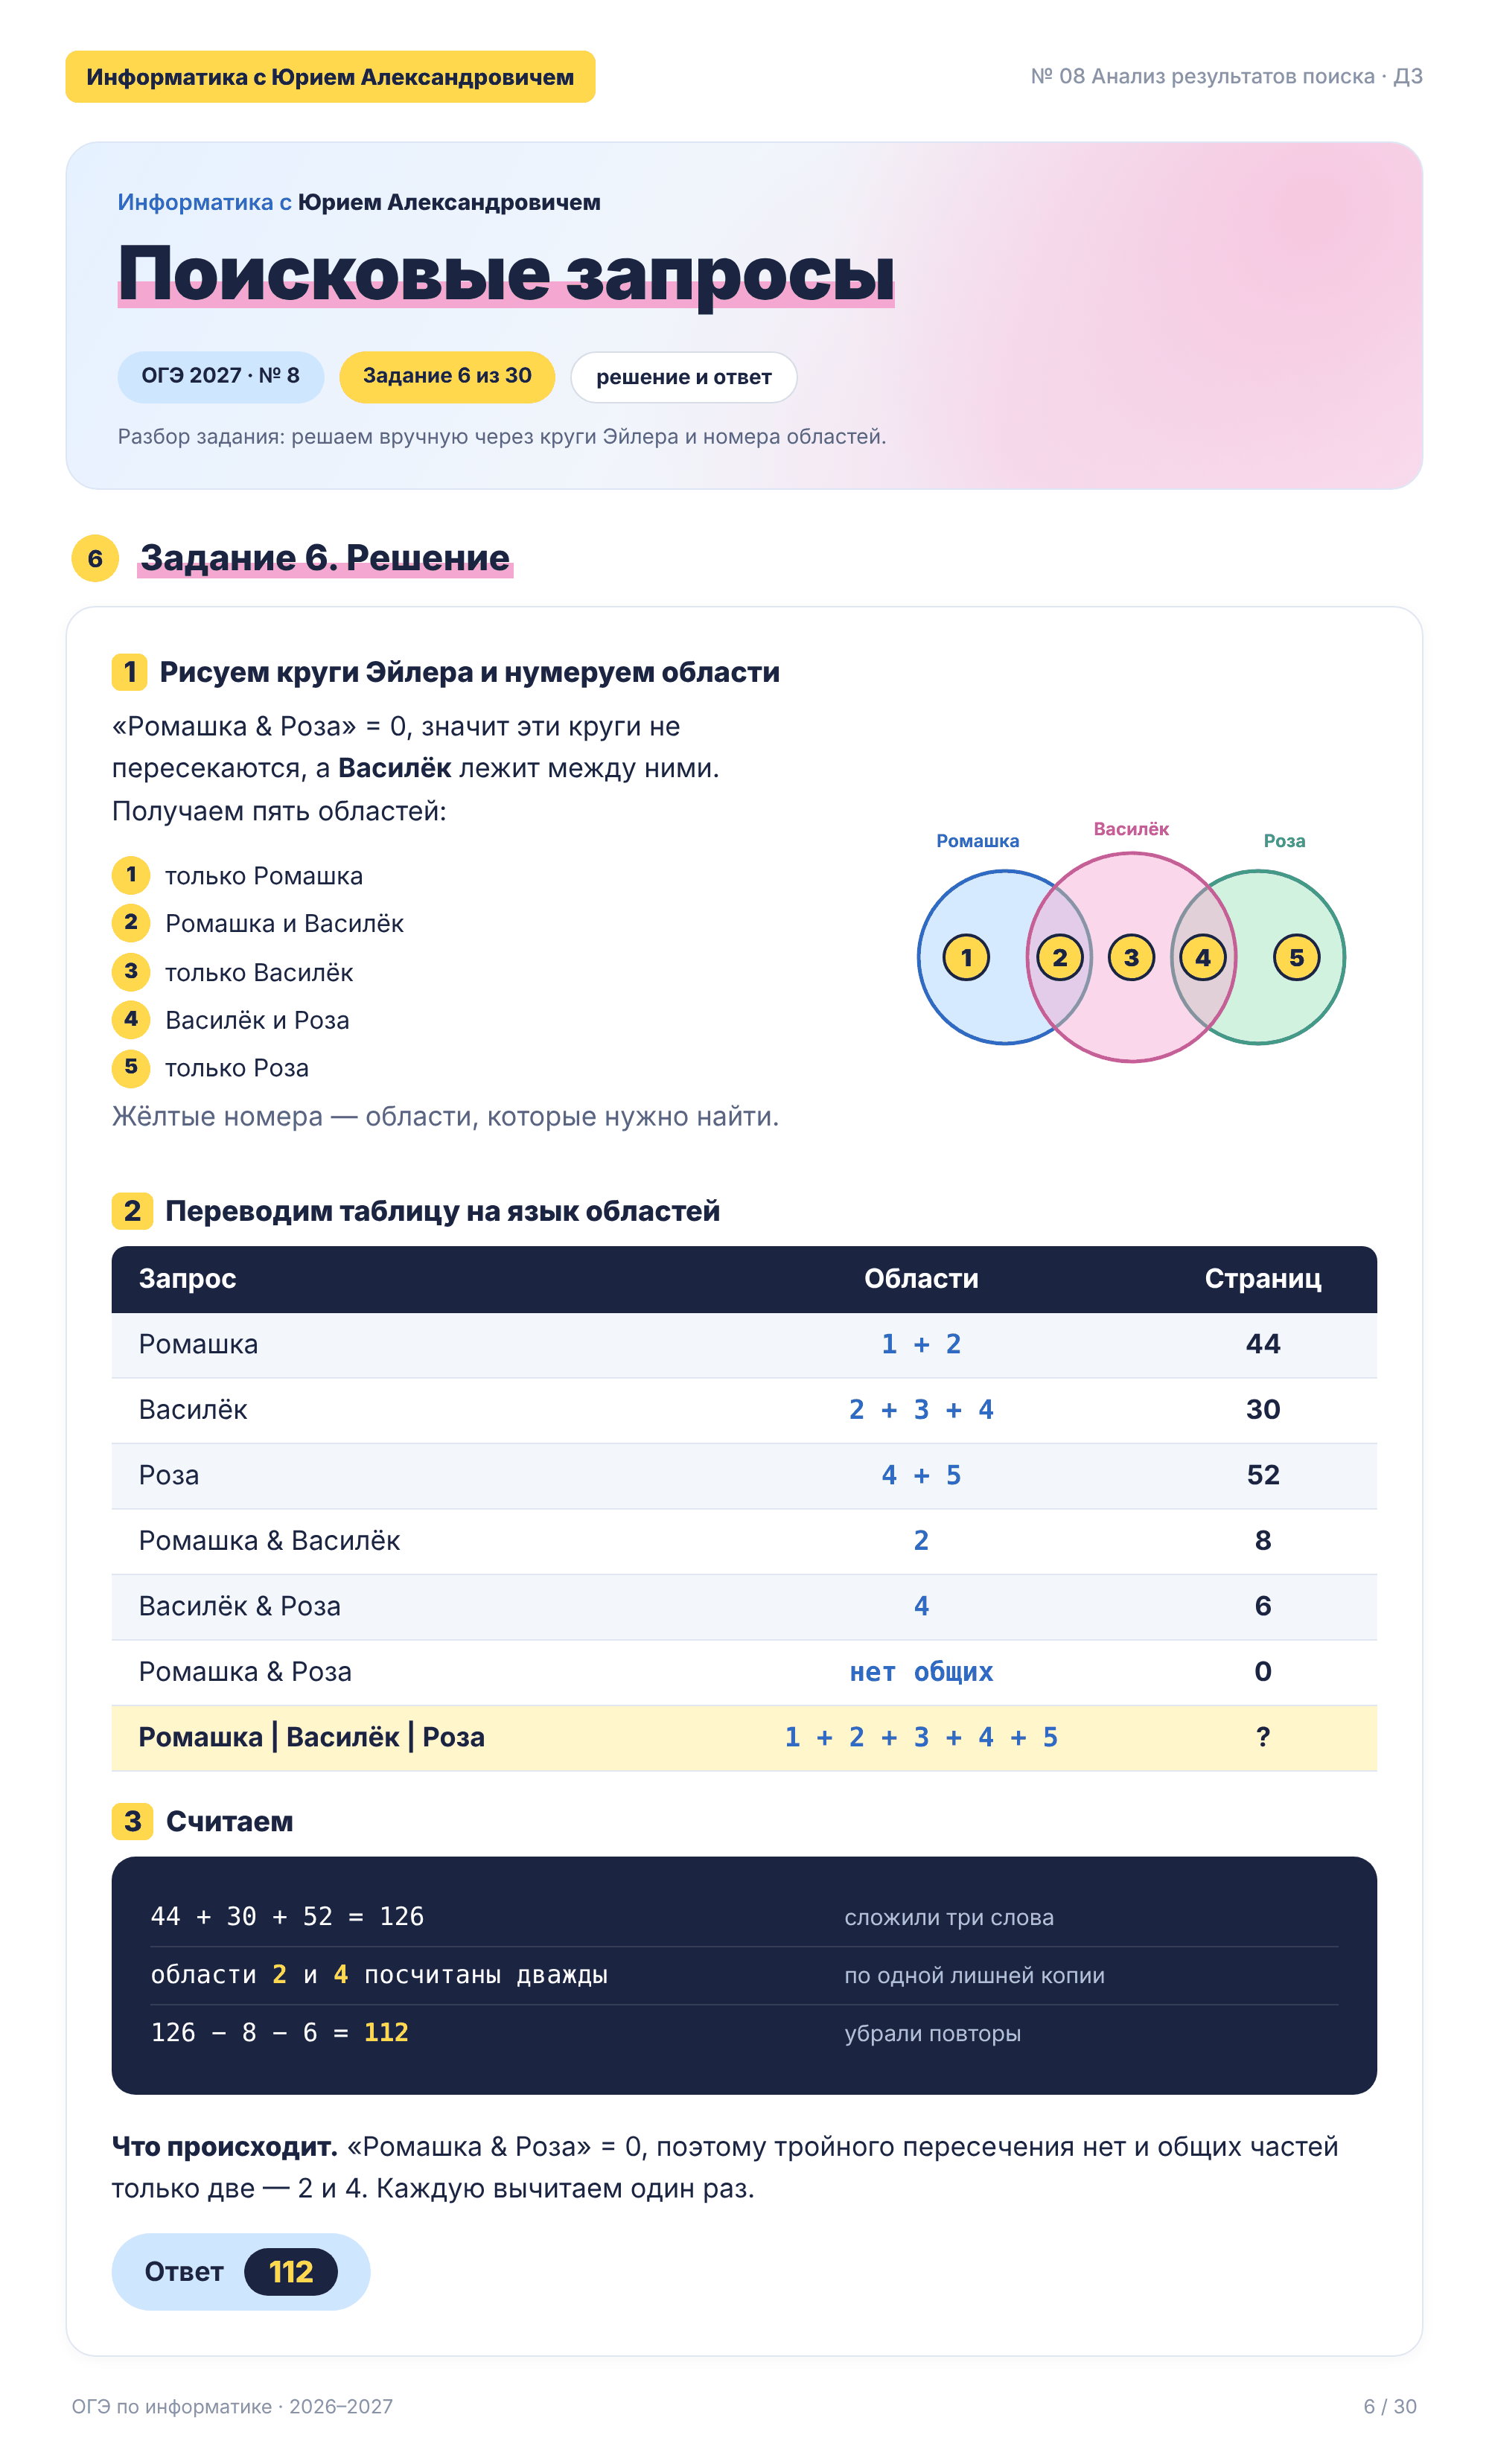 Информатика с Юрием Александровичем
№ 08 Анализ результатов поиска · ДЗ
Информатика с Юрием Александровичем
Поисковые запросы
ОГЭ 2027 · № 8
Задание 6 из 30
решение и ответ
Разбор задания: решаем вручную через круги Эйлера и номера областей.
6 Задание 6. Решение
1 Рисуем круги Эйлера и нумеруем области
«Ромашка & Роза» = 0, значит эти круги не
пересекаются, а Василёк лежит между ними.
Получаем пять областей:
1 только Ромашка
2 Ромашка и Василёк
3 только Василёк
4 Василёк и Роза
5 только Роза
Жёлтые номера — области, которые нужно найти.
Ромашка Василёк Роза
1 2 3 4 5
2 Переводим таблицу на язык областей
Запрос Области Страниц
Ромашка 1 + 2 44
Василёк 2 + 3 + 4 30
Роза 4 + 5 52
Ромашка & Василёк 2 8
Василёк & Роза 4 6
Ромашка & Роза нет общих 0
Ромашка | Василёк | Роза 1 + 2 + 3 + 4 + 5 ?
3 Считаем
44 + 30 + 52 = 126 сложили три слова
области 2 и 4 посчитаны дважды по одной лишней копии
126 − 8 − 6 = 112 убрали повторы
Что происходит. «Ромашка & Роза» = 0, поэтому тройного пересечения нет и общих частей
только две — 2 и 4. Каждую вычитаем один раз.
Ответ 112
ОГЭ по информатике · 2026–2027
6 / 30